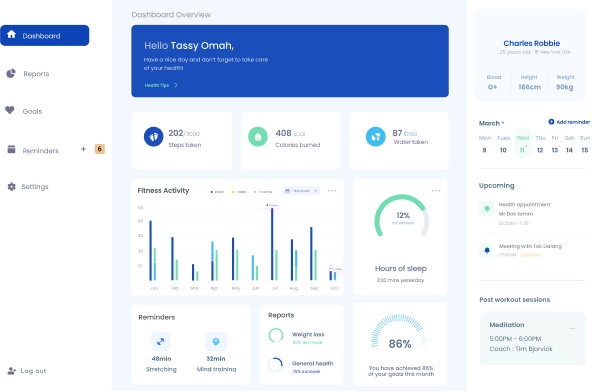 Dashboard
Reports
Goals
Reminders + 6
Settings
Log out
Dashboard Overview
Hello Tassy Omah,
Have a nice day and don't forget to take care
of your health!
Health Tips >
202/3000
Steps taken
408 kcal
Calories burned
87 litres
Water taken
Fitness Activity
50
40
30
20
10
Jan Feb Mar Apr May Jun Jul Aug Sep Oct
12%
Hours of sleep
3:90 mins yesterday
Reminders
48min
Stretching
32min
Mind training
Reports
Weight loss
90% decrease
General health
75% increase
86%
You have achieved 86%
of your goals this month
Charles Robbie
25 years old New York, USA
Blood Height Weight
O+ 186cm 90kg
March
Add reminder
Mon Tues Wed Thu Fri Sat Sun
9 10 11 12 13 14 15
Upcoming
Health appointment
Mr Dan tomm
Meeting with Tok Dalang
Post workout sessions
Meditation ...
5:00PM - 6:00PM
Coach : Tim Bjorvick